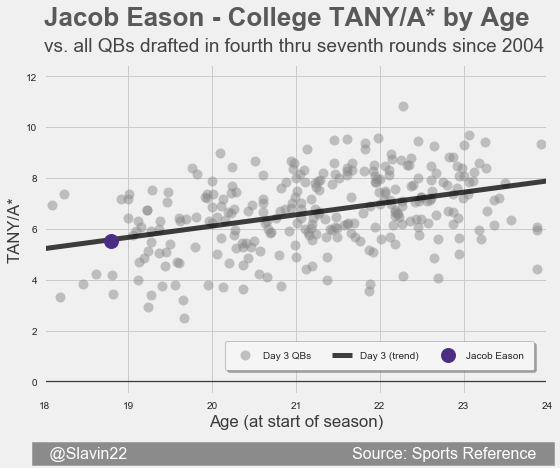 Jacob Eason - College TANY/A* by Age
vs. all QBs drafted in fourth thru seventh rounds since 2004
12
10
8
6
4
2
0
TANY/A*
18 19 20 21 22 23 24
Day 3 QBs Day 3 (trend) Jacob Eason
Age (at start of season)
@Slavin22 Source: Sports Reference